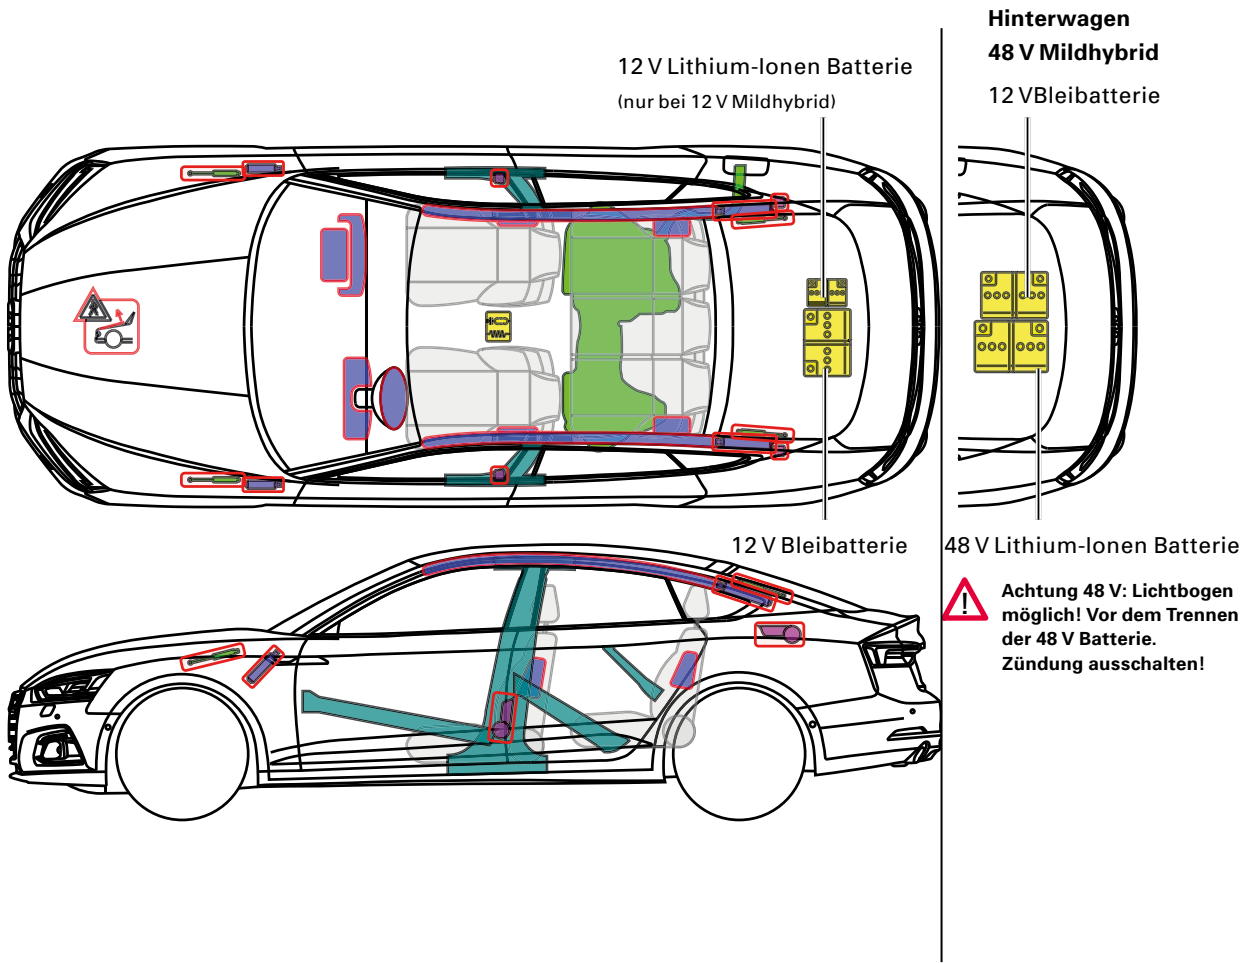 Hinterwagen
48 V Mildhybrid
12 V Lithium-Ionen Batterie
(nur bei 12 V Mildhybrid)
12 VBleibatterie
12 V Bleibatterie
48 V Lithium-Ionen Batterie
Achtung 48 V: Lichtbogen
möglich! Vor dem Trennen
der 48 V Batterie.
Zündung ausschalten!